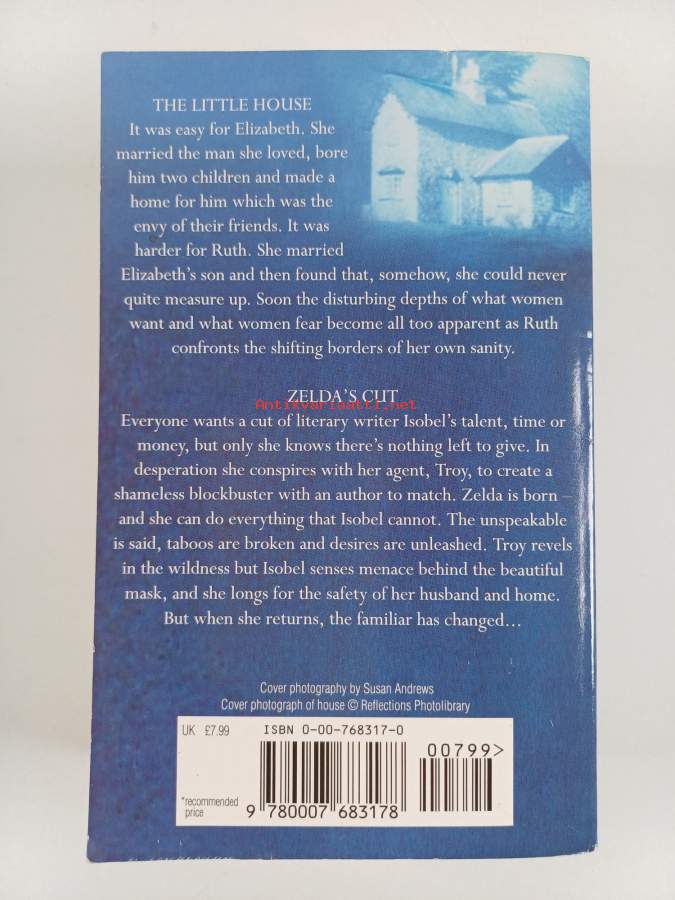 THE LITTLE HOUSE
It was easy for Elizabeth. She
married the man she loved, bore
him two children and made a
home for him which was the
envy of their friends. It was
harder for Ruth. She married
Elizabeth's son and then found that, somehow, she could never
quite measure up. Soon the disturbing depths of what women
want and what women fear become all too apparent as Ruth
confronts the shifting borders of her own sanity.
ZELDA'S CUT
Antikvariaatti.net
Everyone wants a cut of literary writer Isobel's talent, time or
money, but only she knows there's nothing left to give. In
desperation she conspires with her agent, Troy, to create a
shameless blockbuster with an author to match. Zelda is born –
and she can do everything that Isobel cannot. The unspeakable
is said, taboos are broken and desires are unleashed. Troy revels
in the wildness but Isobel senses menace behind the beautiful
mask, and she longs for the safety of her husband and home.
But when she returns, the familiar has changed…
Cover photography by Susan Andrews
Cover photograph of house © Reflections Photolibrary
UK £7.99
ISBN 0-00-768317-0
00799>
*recommended
price
9 780007 683178